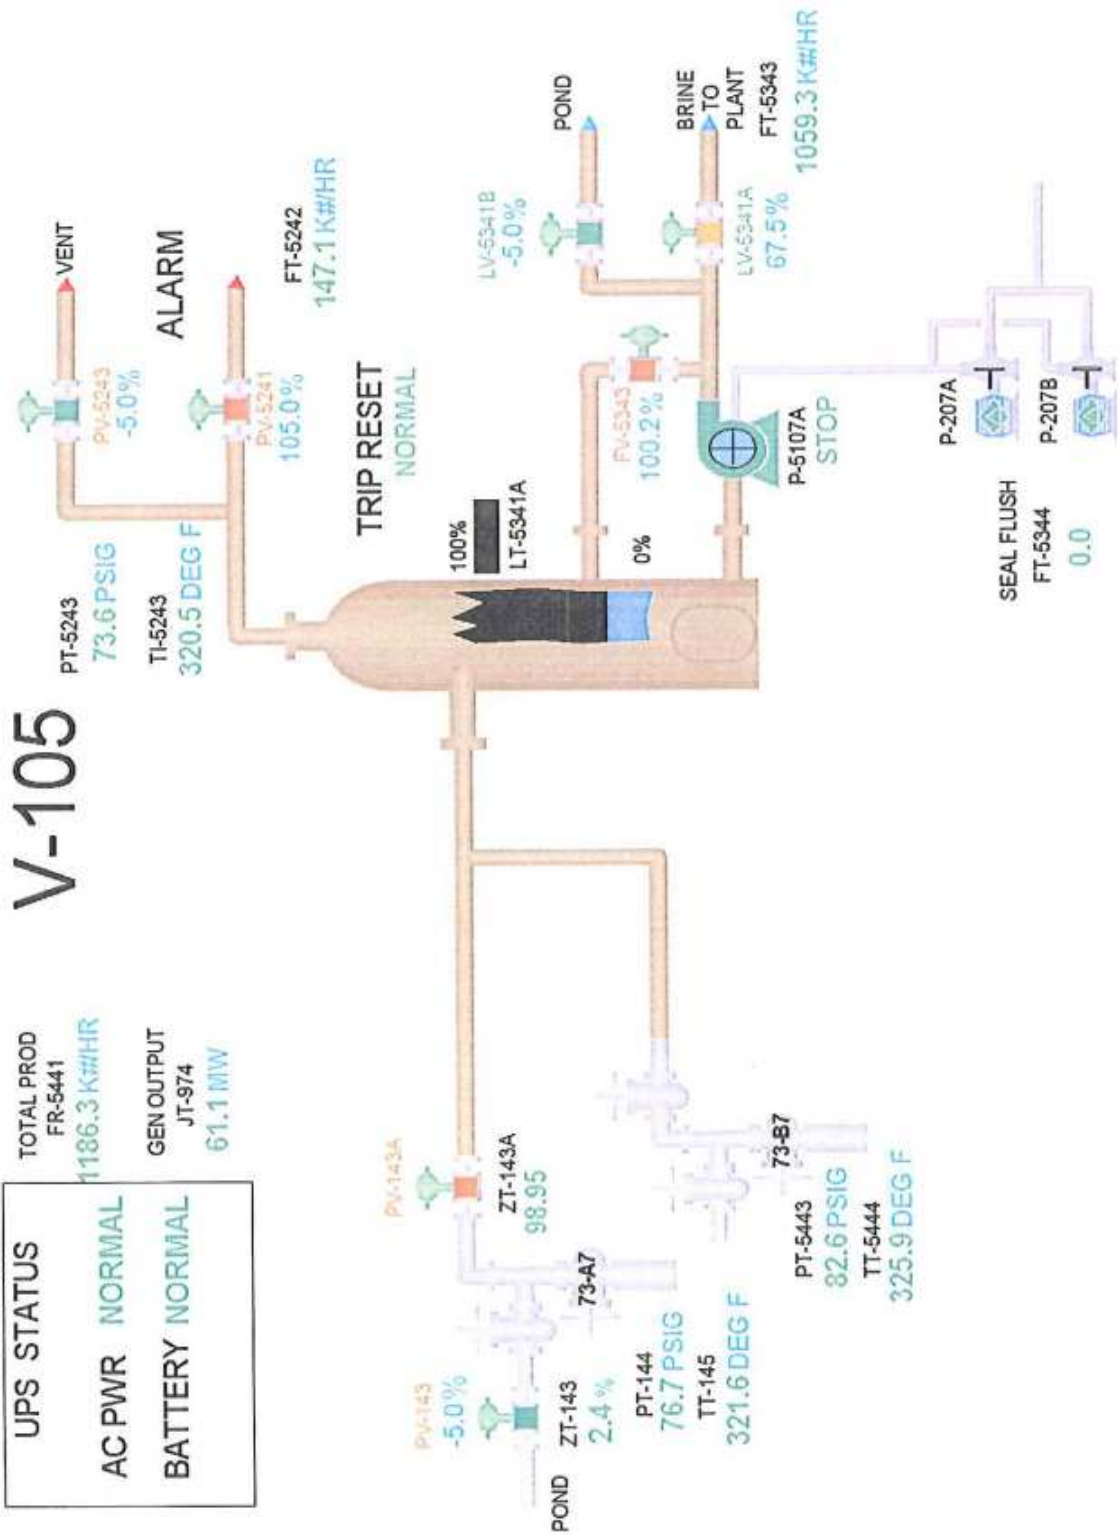 UPS STATUS
AC PWR NORMAL
BATTERY NORMAL
TOTAL PROD
FR-5441
1186.3 K#/HR
GEN OUTPUT
JT-974
61.1 MW
V-105
PT-5243
73.6 PSIG
TI-5243
320.5 DEG F
PV-5243
-5.0%
VENT
ALARM
PV-5241
105.0%
FT-5242
147.1 K#/HR
TRIP RESET
NORMAL
100%
LT-5341A
0%
FV-5343
100.2%
LV-5341B
-5.0%
POND
BRINE
TO
PLANT
FT-5343
1059.3 K#/HR
LV-5341A
67.5%
P-5107A
STOP
P-207A
P-207B
SEAL FLUSH
FT-5344
0.0
PV-143A
ZT-143A
98.95
PV-143
-5.0%
POND
ZT-143
2.4 %
73-A7
PT-144
76.7 PSIG
TT-145
321.6 DEG F
73-B7
PT-5443
82.6 PSIG
TT-5444
325.9 DEG F